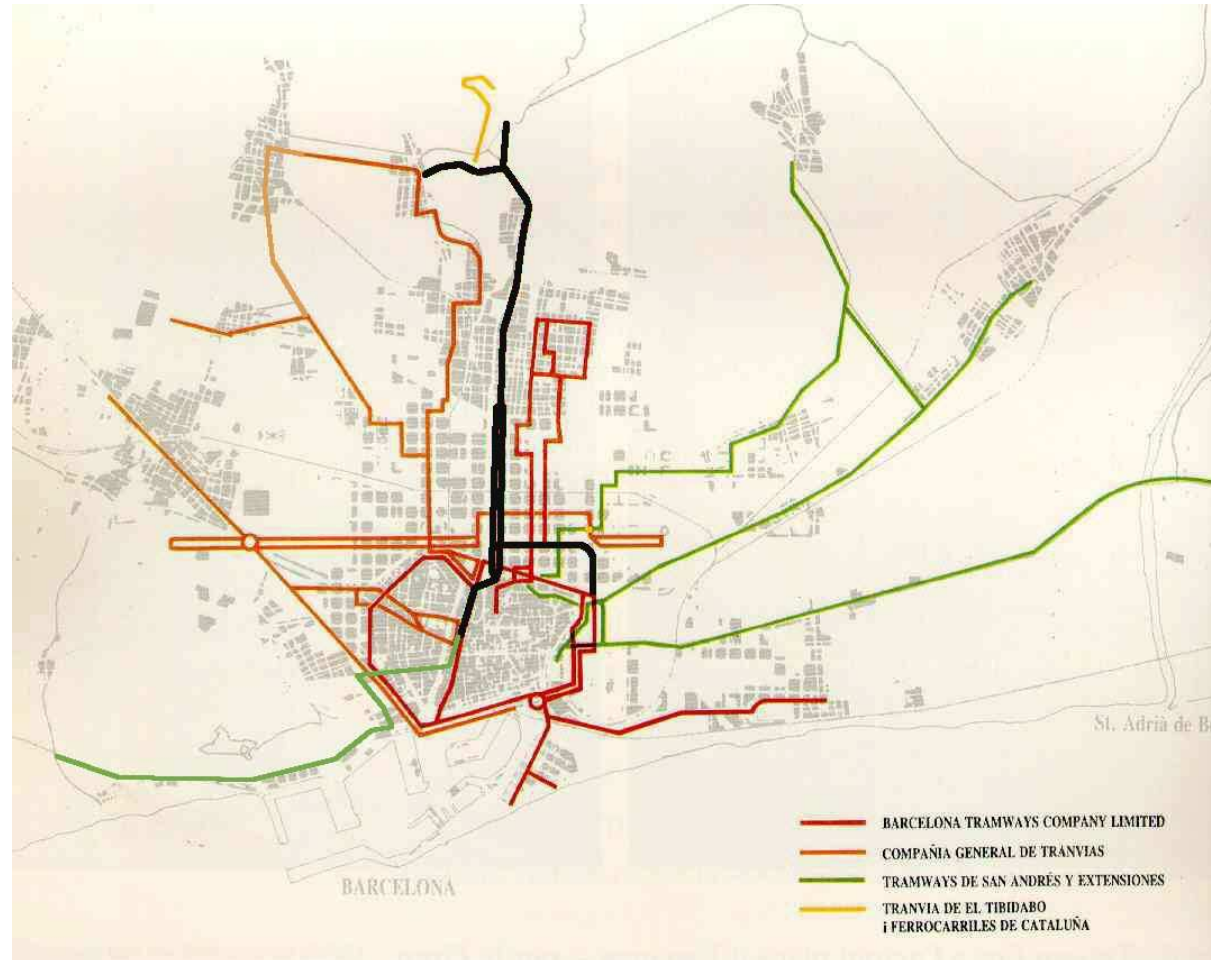 St. Adrià de B
BARCELONA
BARCELONA TRAMWAYS COMPANY LIMITED
COMPAÑIA GENERAL DE TRANVIAS
TRAMWAYS DE SAN ANDRÉS Y EXTENSIONES
TRANVIA DE EL TIBIDABO
i FERROCARRILES DE CATALUÑA